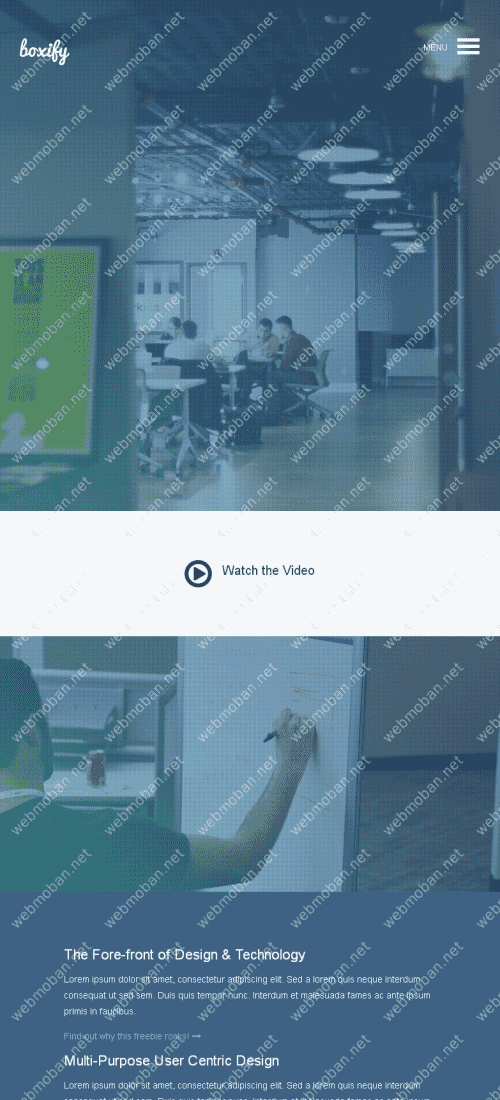 boxify
MENU
Watch the Video
The Fore-front of Design & Technology
Lorem ipsum dolor sit amet, consectetur adipiscing elit. Sed a lorem quis neque interdum
consequat ut sed sem. Duis quis tempor nunc. Interdum et malesuada fames ac ante ipsum
primis in faucibus.
Find out why this freebie rocks!
Multi-Purpose User Centric Design
Lorem ipsum dolor sit amet, consectetur adipiscing elit. Sed a lorem quis neque interdum
webmoban.net